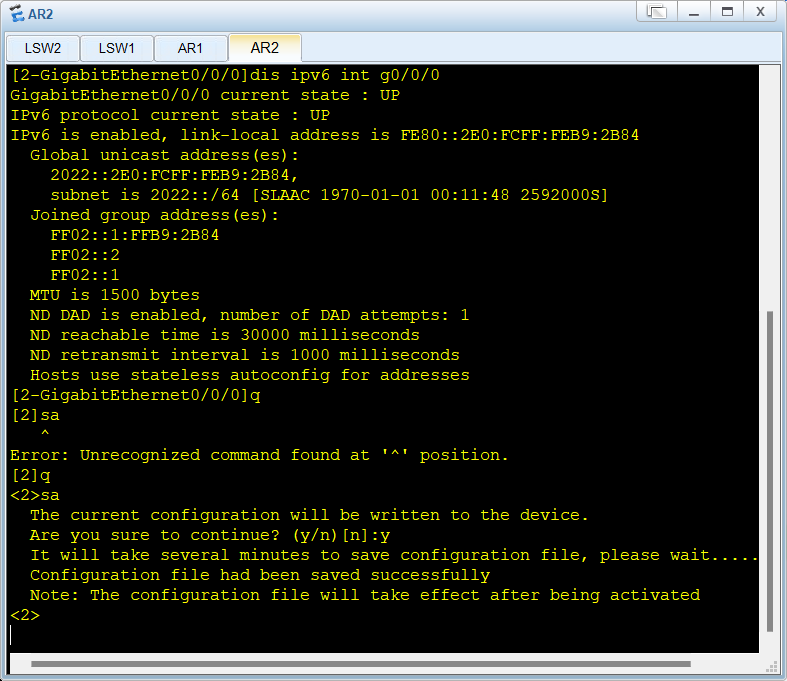 AR2
LSW2 LSW1 AR1 AR2
[2-GigabitEthernet0/0/0]dis ipv6 int g0/0/0
GigabitEthernet0/0/0 current state : UP
IPv6 protocol current state : UP
IPv6 is enabled, link-local address is FE80::2E0:FCFF:FEB9:2B84
  Global unicast address(es):
    2022::2E0:FCFF:FEB9:2B84,
    subnet is 2022::/64 [SLAAC 1970-01-01 00:11:48 2592000S]
  Joined group address(es):
    FF02::1:FFB9:2B84
    FF02::2
    FF02::1
  MTU is 1500 bytes
  ND DAD is enabled, number of DAD attempts: 1
  ND reachable time is 30000 milliseconds
  ND retransmit interval is 1000 milliseconds
  Hosts use stateless autoconfig for addresses
[2-GigabitEthernet0/0/0]q
[2]sa
   ^
Error: Unrecognized command found at '^' position.
[2]q
<2>sa
  The current configuration will be written to the device.
  Are you sure to continue? (y/n)[n]:y
  It will take several minutes to save configuration file, please wait.....
  Configuration file had been saved successfully
  Note: The configuration file will take effect after being activated
<2>